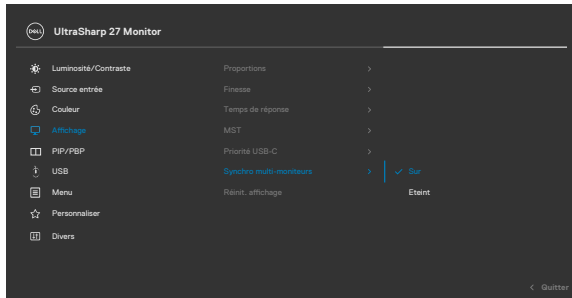 DELL
UltraSharp 27 Monitor
Luminosité/Contraste
Proportions
Source entrée
Finesse
Couleur
Temps de réponse
Affichage
MST
PIP/PBP
Priorité USB-C
USB
Synchro multi-moniteurs
Sur
Menu
Réinit. affichage
Eteint
Personnaliser
Divers
Quitter